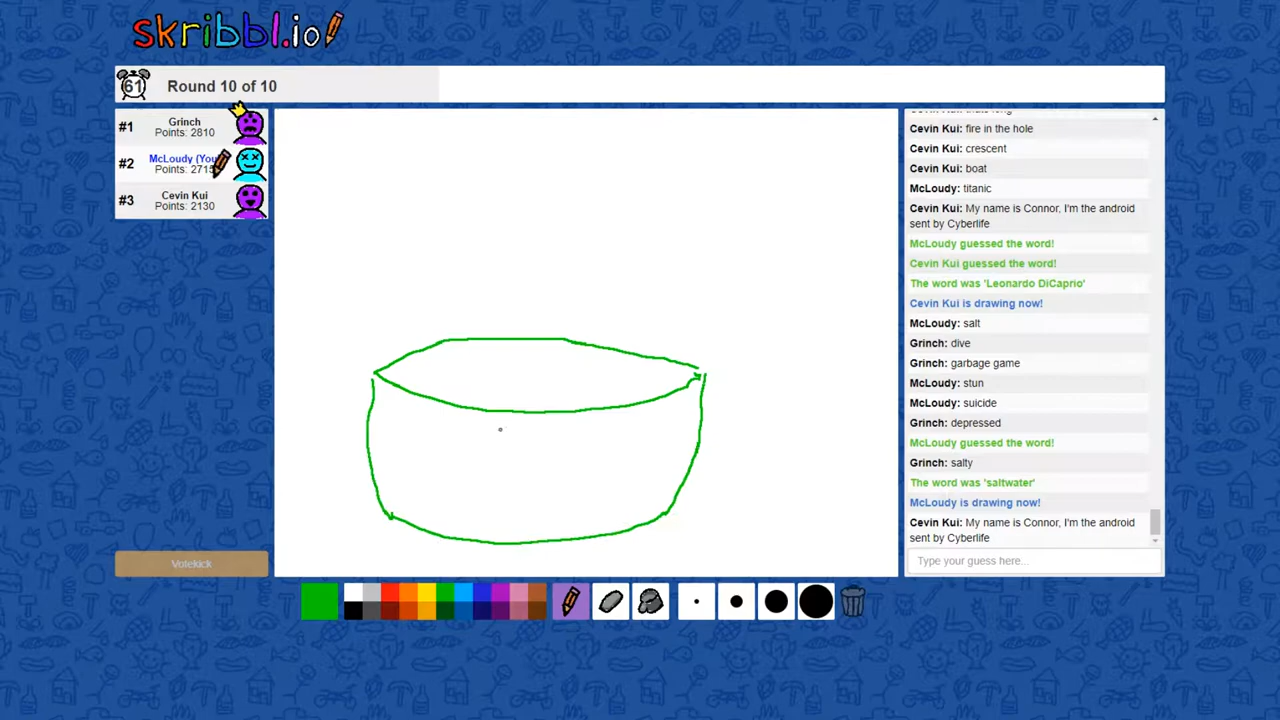 skribbl.io
61 Round 10 of 10
#1 Grinch
Points: 2810
#2 McLoudy (You
Points: 2715
#3 Cevin Kui
Points: 2130
Votekick
Cevin Kui: fire in the hole
Cevin Kui: crescent
Cevin Kui: boat
McLoudy: titanic
Cevin Kui: My name is Connor, I'm the android
sent by Cyberlife
McLoudy guessed the word!
Cevin Kui guessed the word!
The word was 'Leonardo DiCaprio'
Cevin Kui is drawing now!
McLoudy: salt
Grinch: dive
Grinch: garbage game
McLoudy: stun
McLoudy: suicide
Grinch: depressed
McLoudy guessed the word!
Grinch: salty
The word was 'saltwater'
McLoudy is drawing now!
Cevin Kui: My name is Connor, I'm the android
sent by Cyberlife
Type your guess here...